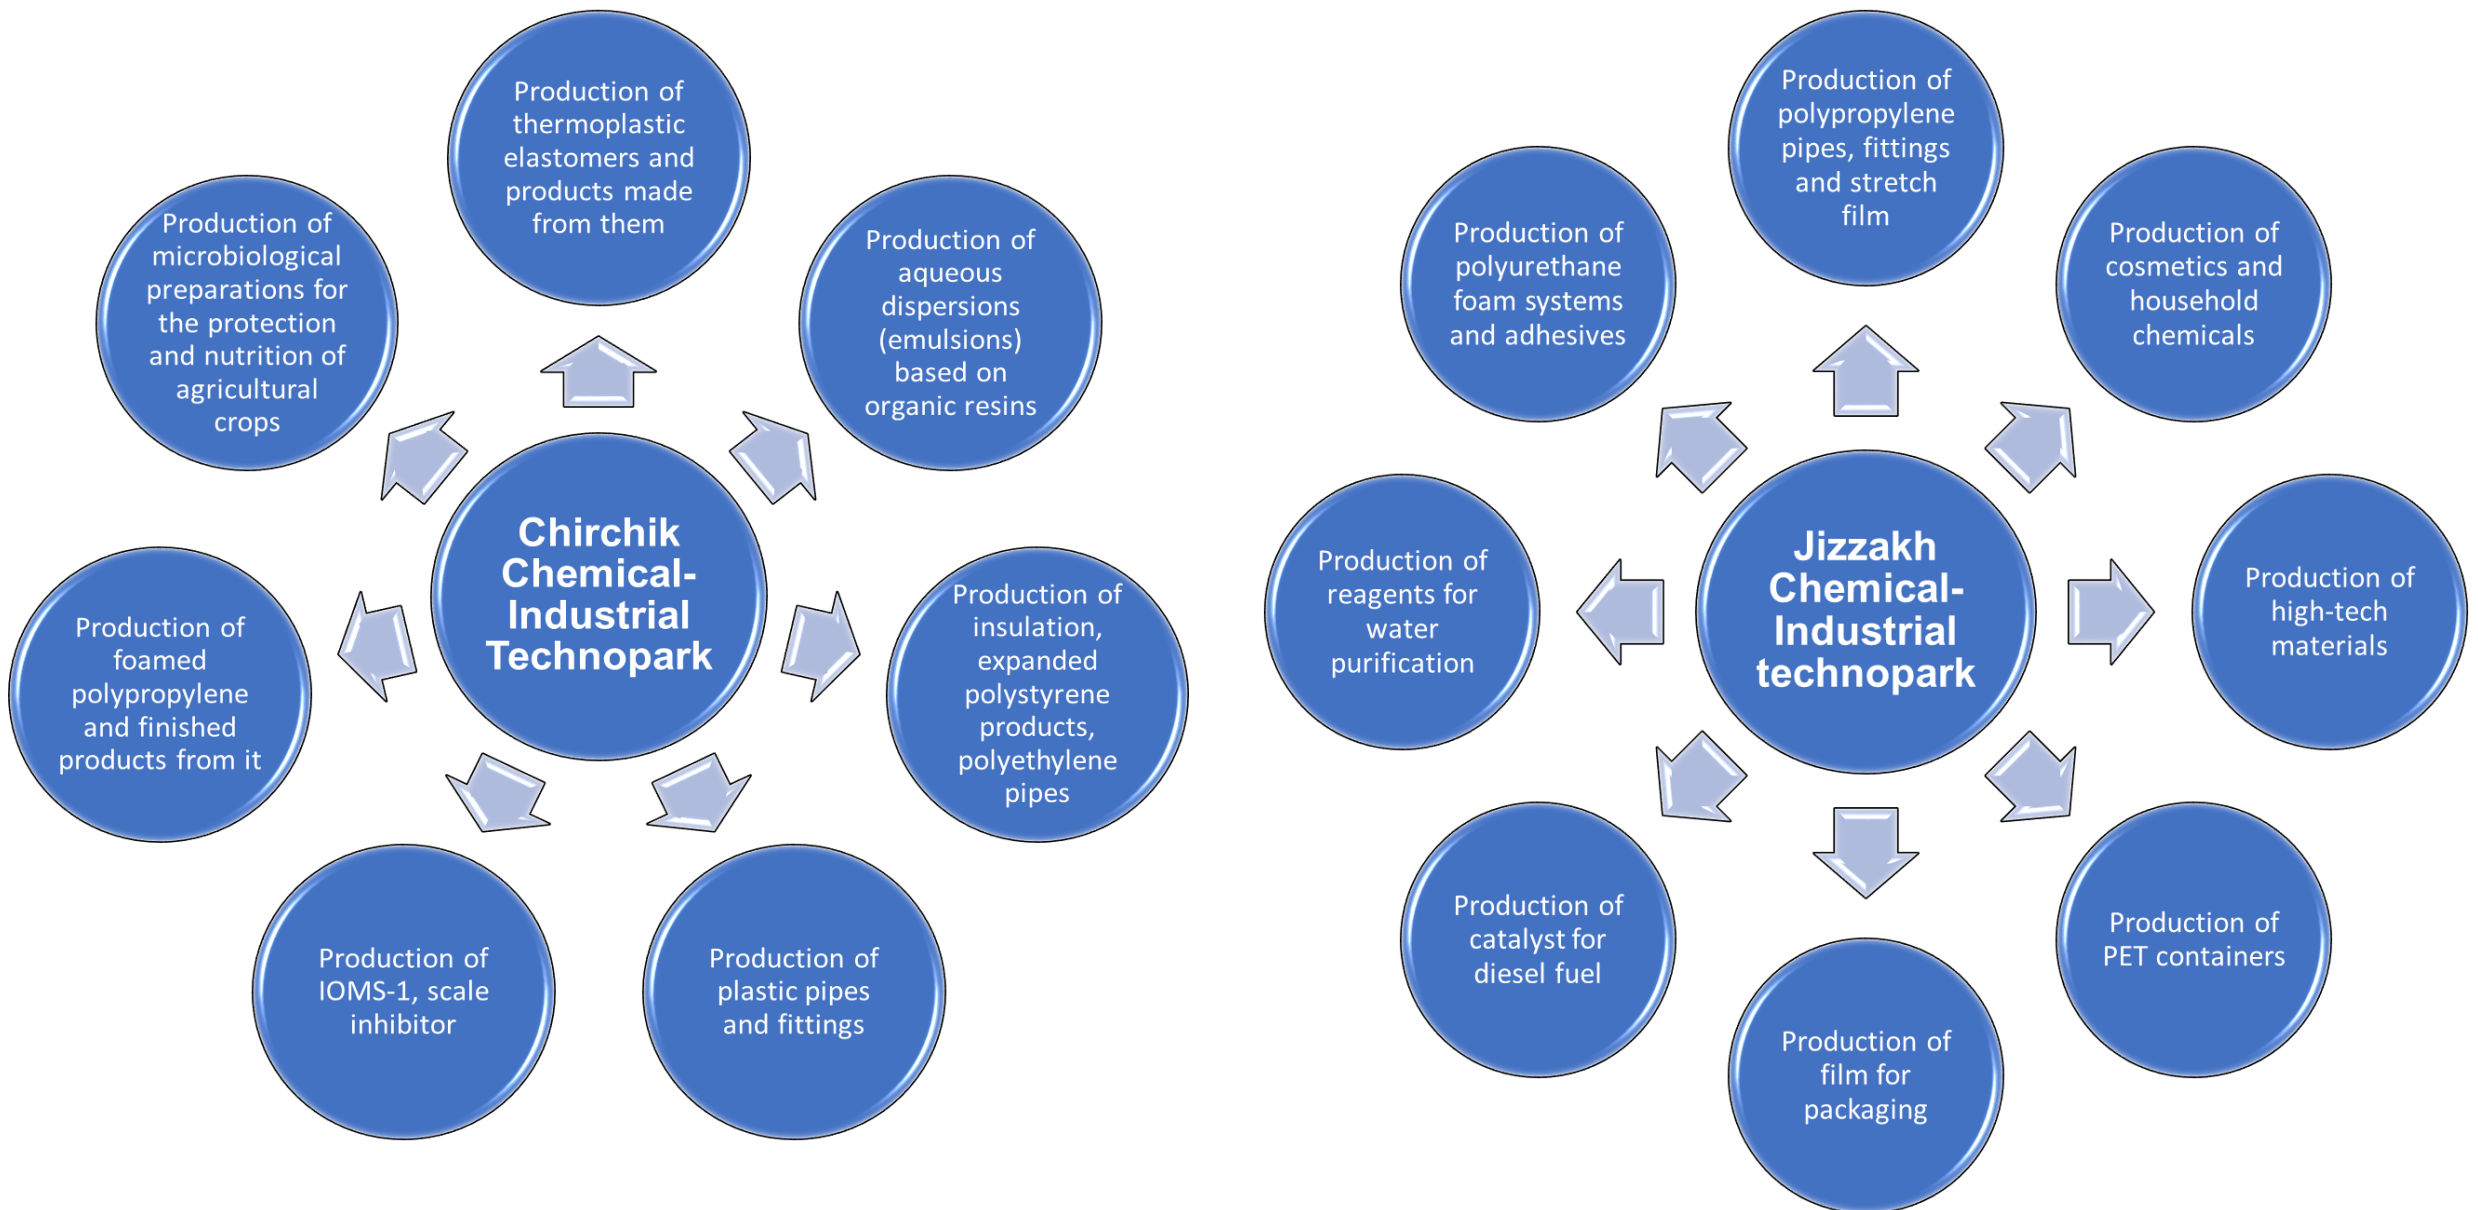 Production of
thermoplastic
elastomers and
products made
from them
Production of
aqueous
dispersions
(emulsions)
based on
organic resins
Production of
insulation,
expanded
polystyrene
products,
polyethylene
pipes
Production of
plastic pipes
and fittings
Production of
IOMS-1, scale
inhibitor
Production of
foamed
polypropylene
and finished
products from it
Production of
microbiological
preparations for
the protection
and nutrition of
agricultural
crops
Chirchik
Chemical-
Industrial
Technopark
Production of
polypropylene
pipes, fittings
and stretch
film
Production of
cosmetics and
household
chemicals
Production of
high-tech
materials
Production of
PET containers
Production of
film for
packaging
Production of
catalyst for
diesel fuel
Production of
reagents for
water
purification
Production of
polyurethane
foam systems
and adhesives
Jizzakh
Chemical-
Industrial
technopark